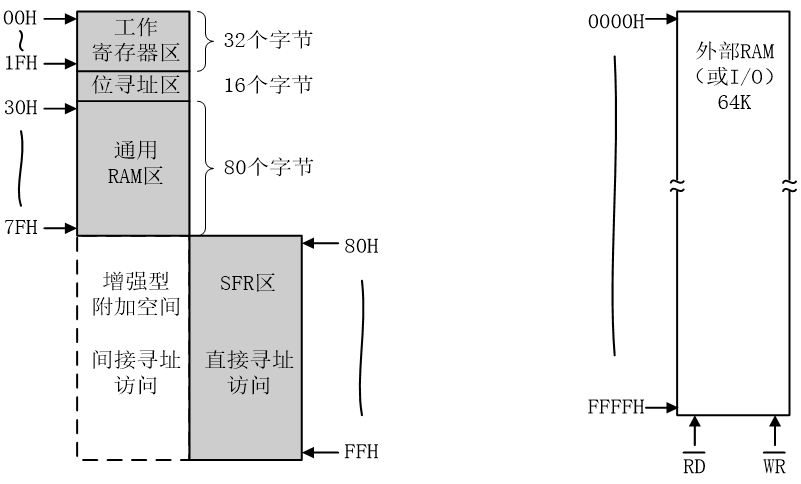 00H
工作
寄存器区
32个字节
1FH
位寻址区
16个字节
30H
通用
RAM区
80个字节
7FH
80H
增强型
附加空间
间接寻址
访问
SFR区
直接寻址
访问
FFH
0000H
外部RAM
(或I/O)
64K
FFFFH
RD
WR